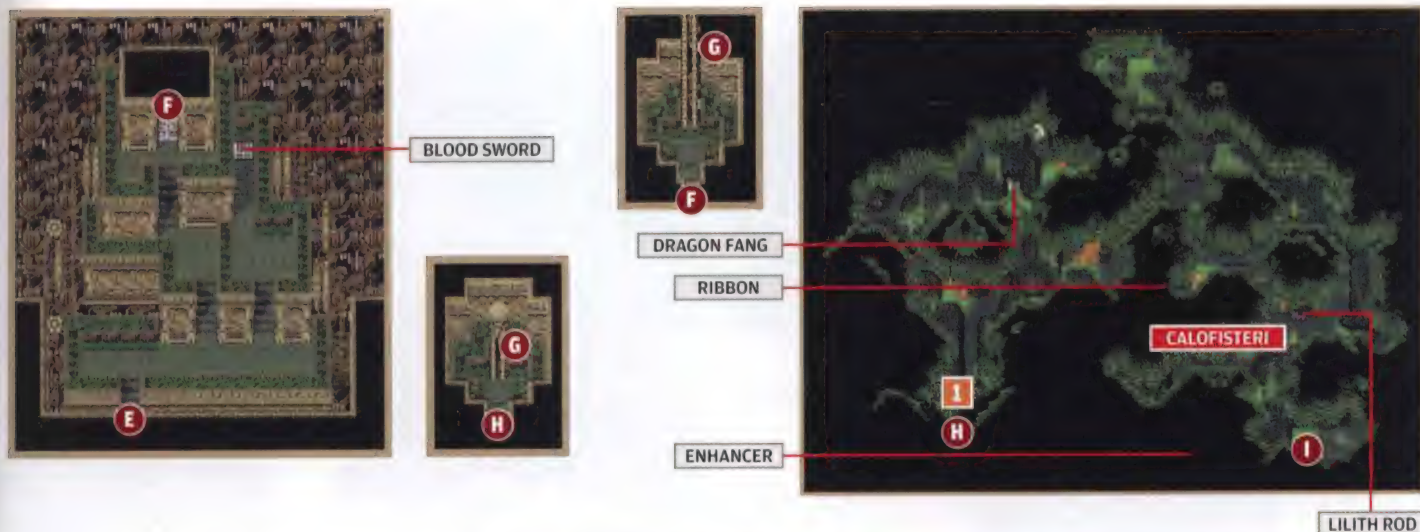 F
BLOOD SWORD
E
G
F
G
H
DRAGON FANG
RIBBON
CALOFISTERI
1
H
ENHANCER
I
LILITH ROD